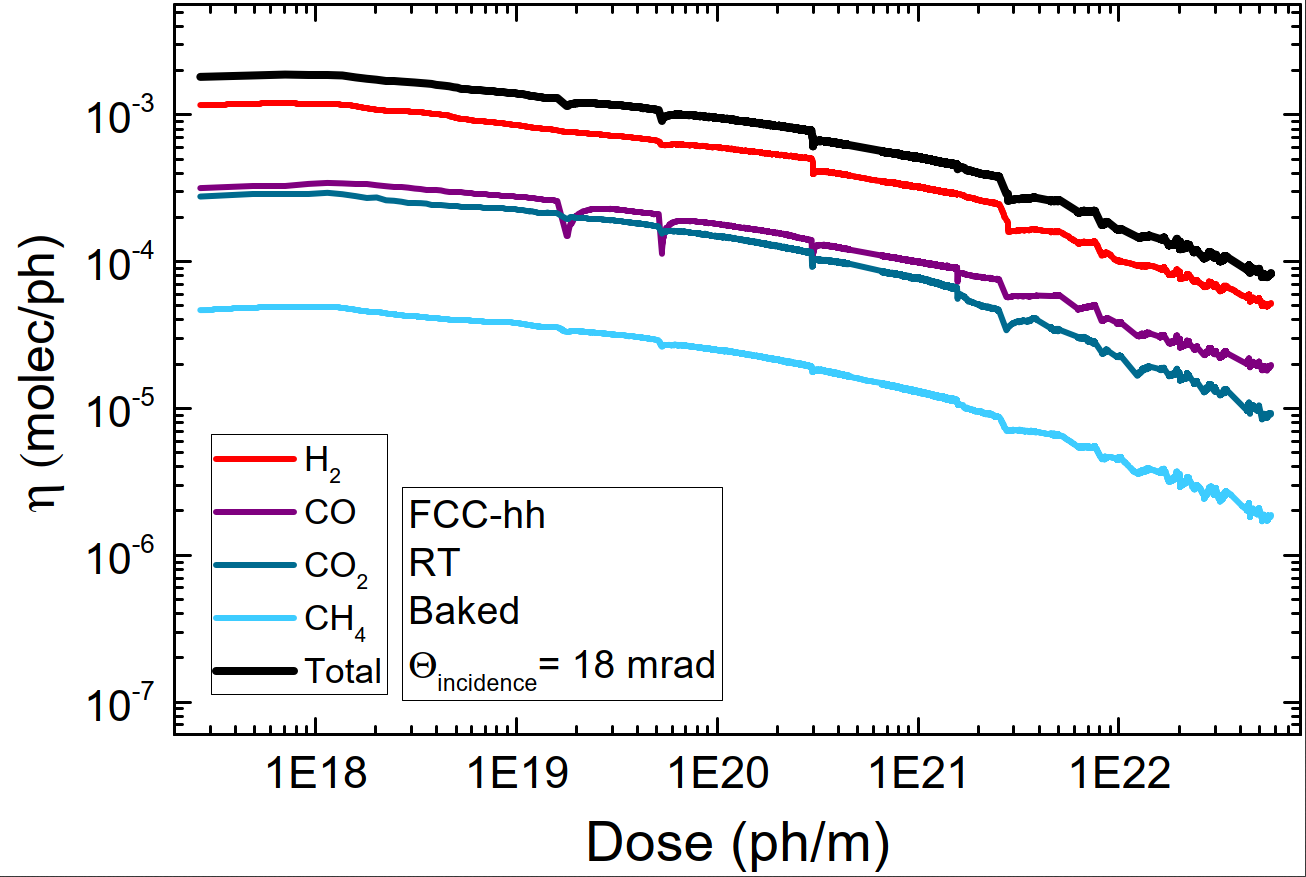 η (molec/ph)
10⁻³
10⁻⁴
10⁻⁵
10⁻⁶
10⁻⁷
H₂
CO
CO₂
CH₄
Total
FCC-hh
RT
Baked
Θincidence= 18 mrad
1E18 1E19 1E20 1E21 1E22
Dose (ph/m)